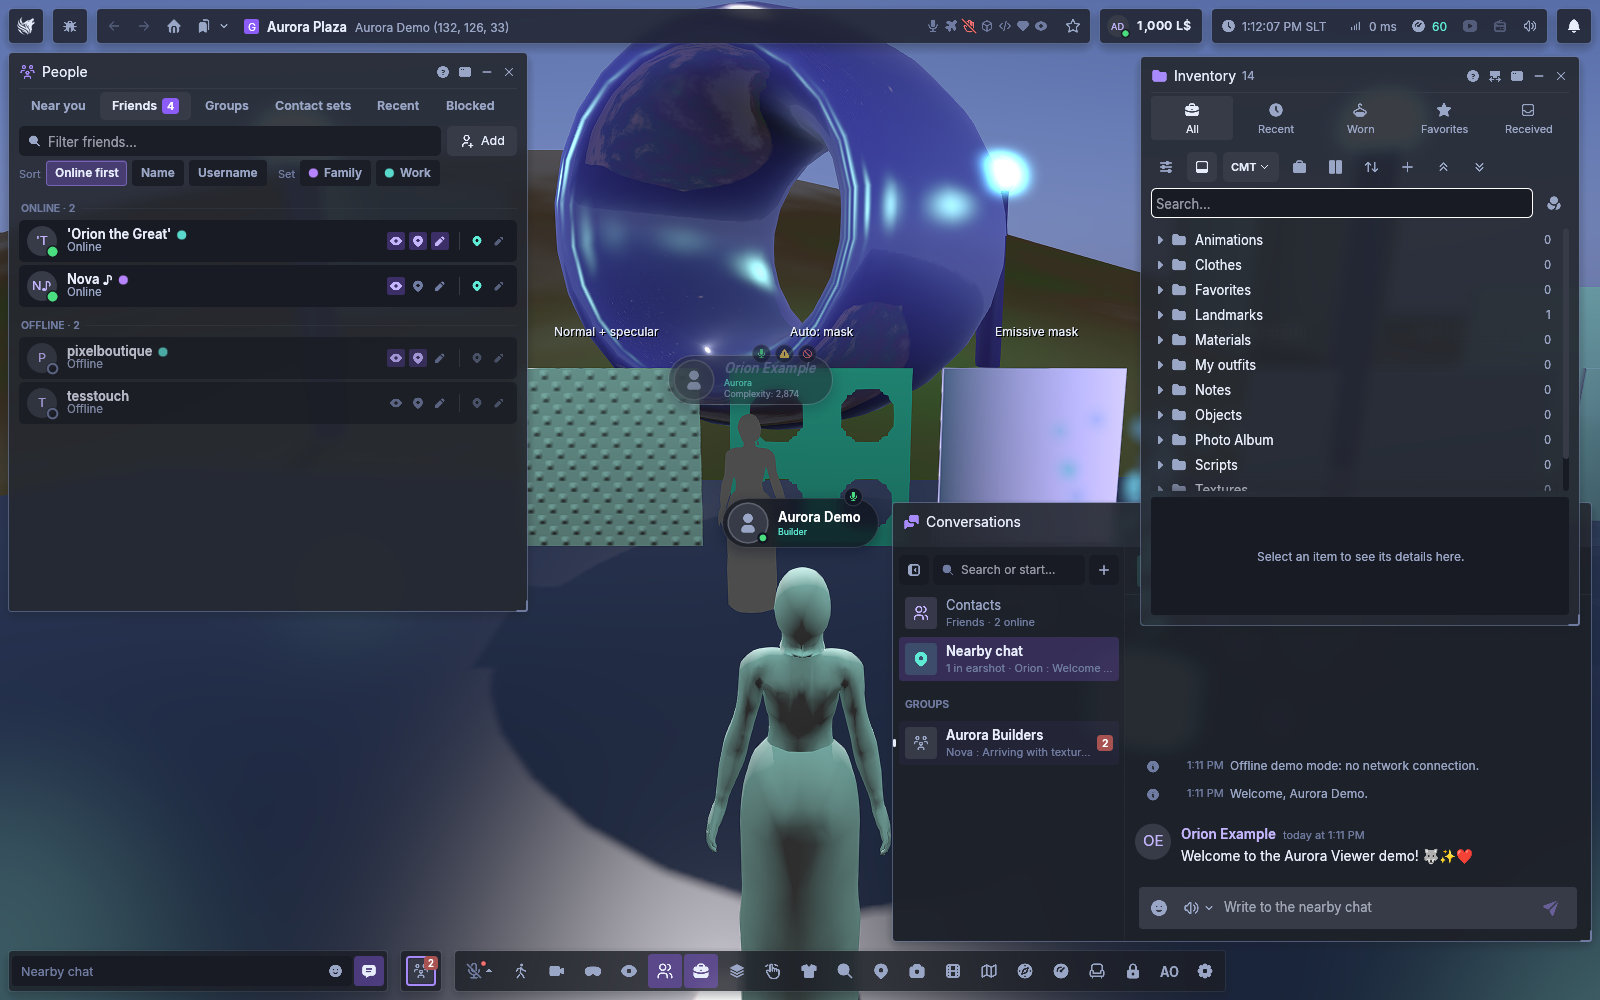 G Aurora Plaza Aurora Demo (132, 126, 33)
AD 1,000 L$
1:12:07 PM SLT 0 ms 60
People
Near you Friends 4 Groups Contact sets Recent Blocked
Filter friends...
Add
Sort Online first Name Username Set Family Work
ONLINE · 2
'T 'Orion the Great'
Online
N♪ Nova ♪
Online
OFFLINE · 2
P pixelboutique
Offline
T tesstouch
Offline
Normal + specular
Auto: mask
Emissive mask
Orion Example
Aurora
Complexity: 2,874
Aurora Demo
Builder
Inventory 14
All Recent Worn Favorites Received
CMT
Search...
Animations 0
Clothes 0
Favorites 0
Landmarks 1
Materials 0
My outfits 0
Notes 0
Objects 0
Photo Album 0
Scripts 0
Textures 0
Select an item to see its details here.
Conversations
Search or start...
Contacts
Friends · 2 online
Nearby chat
1 in earshot · Orion : Welcome ...
GROUPS
Aurora Builders
Nova : Arriving with textur... 2
1:11 PM Offline demo mode: no network connection.
1:11 PM Welcome, Aurora Demo.
OE Orion Example today at 1:11 PM
Welcome to the Aurora Viewer demo! 🐺✨❤️
Write to the nearby chat
Nearby chat
2
AO